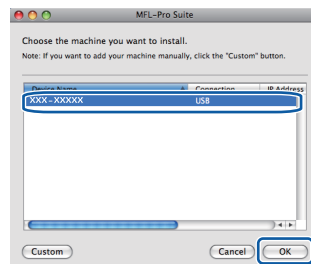 MFL-Pro Suite
Choose the machine you want to install.
Note: If you want to add your machine manually, click the "Custom" button.
Device Name Connection IP Address
XXX-XXXXX USB
Custom Cancel OK